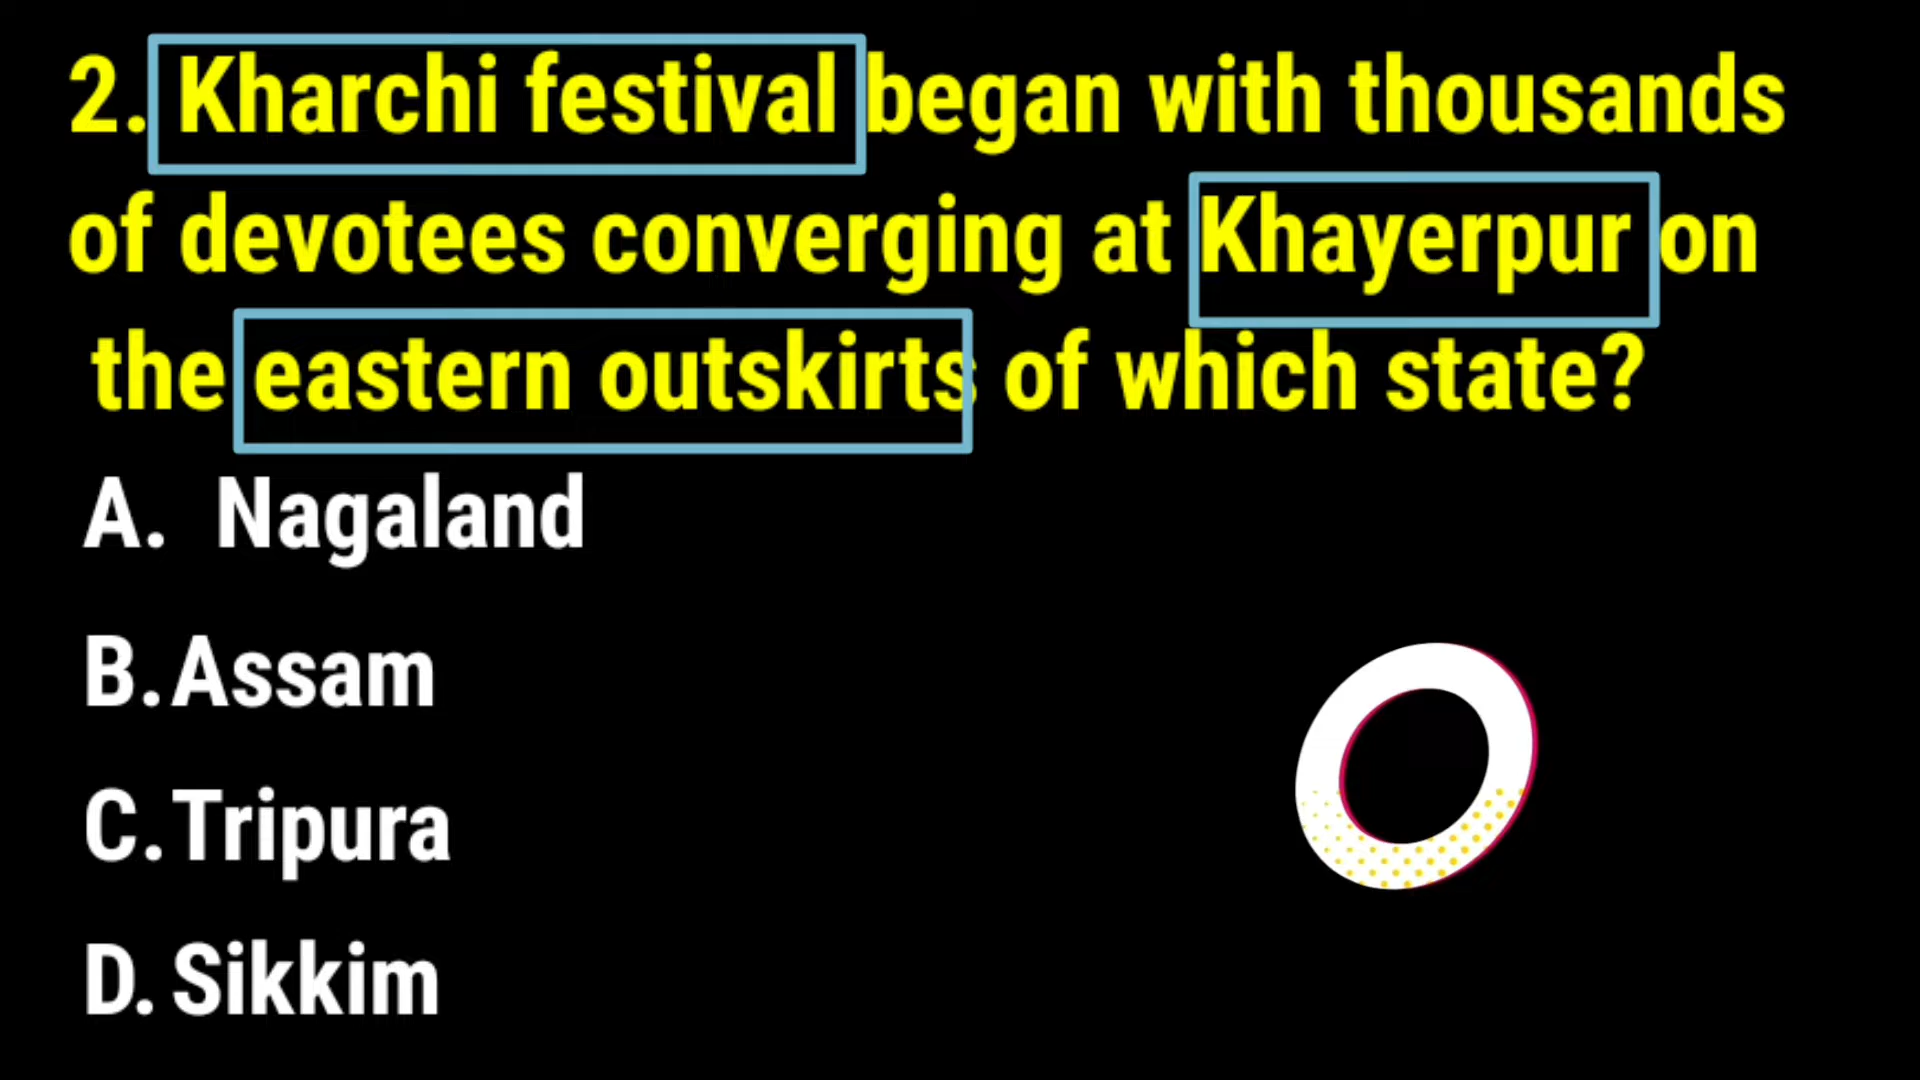 2. Kharchi festival began with thousands
of devotees converging at Khayerpur on
the eastern outskirts of which state?
A. Nagaland
B. Assam
C. Tripura
D. Sikkim
0